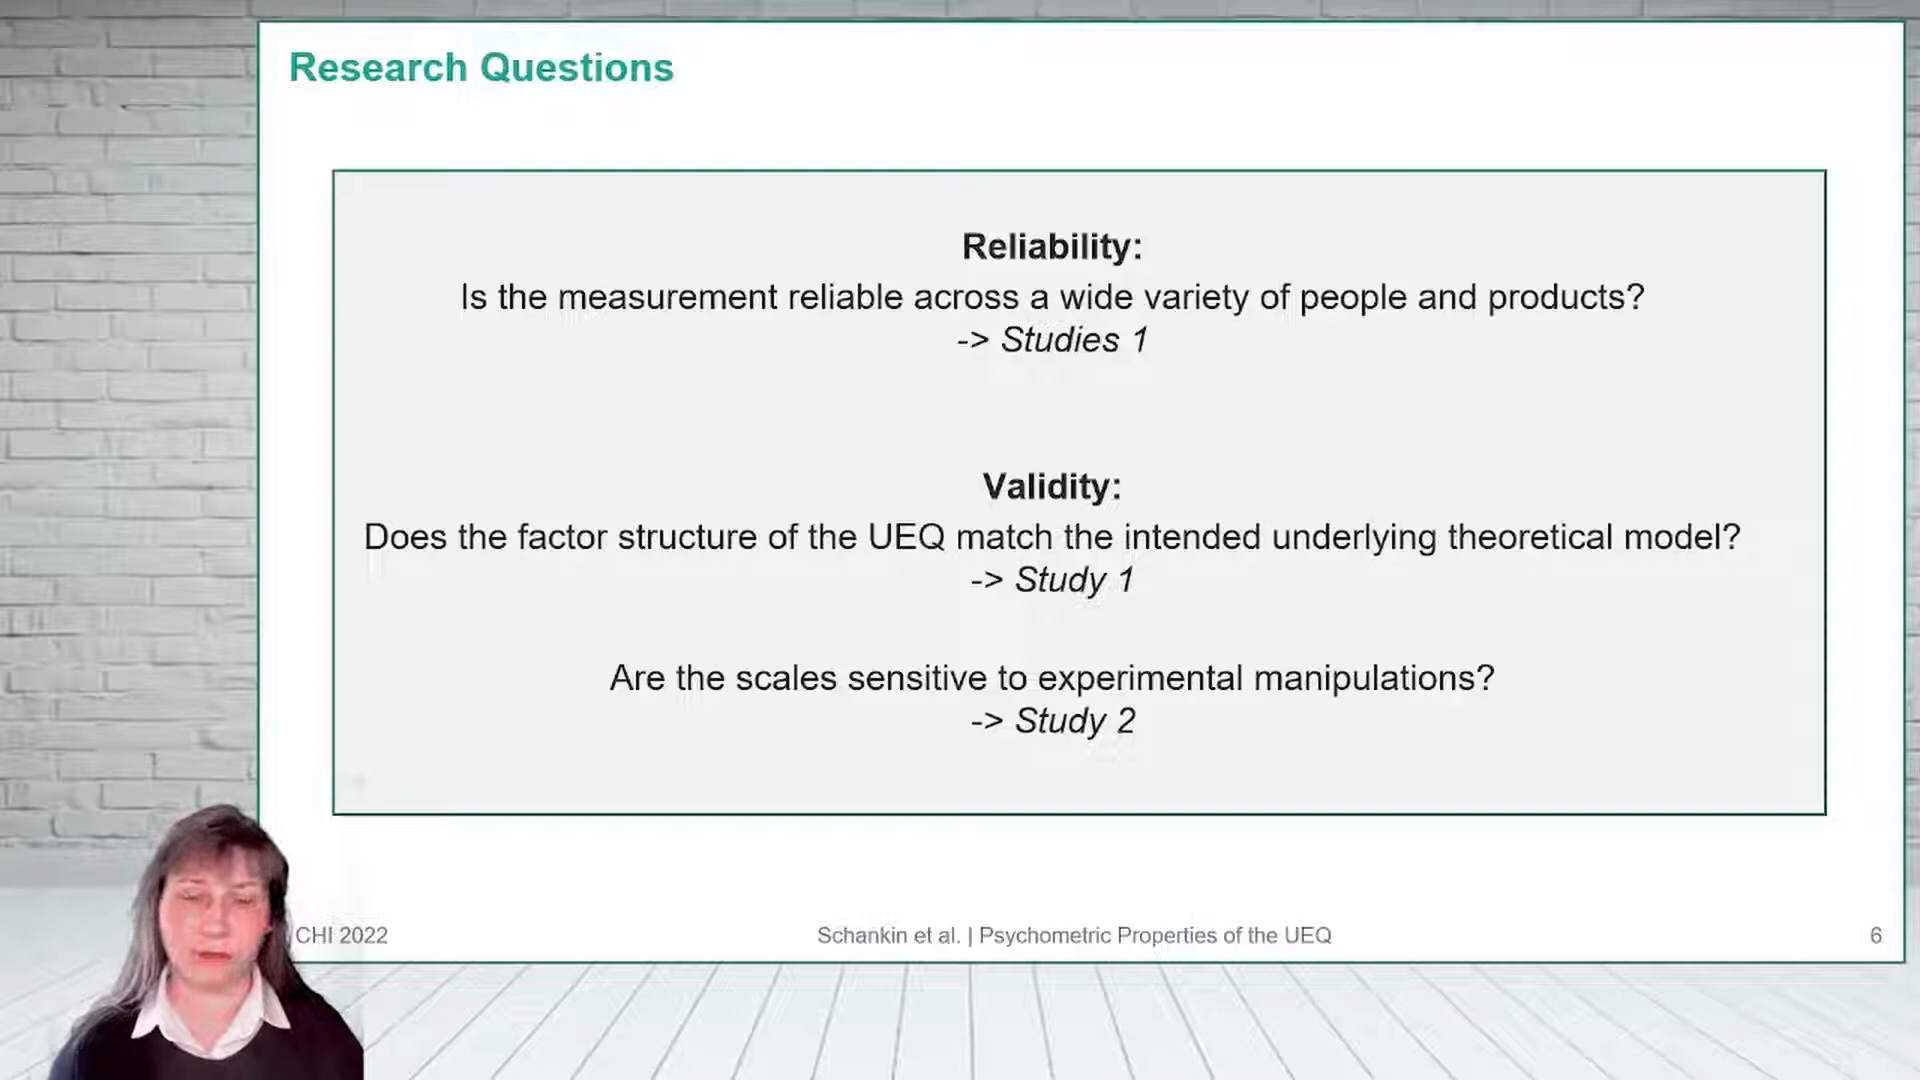 Research Questions
Reliability:
Is the measurement reliable across a wide variety of people and products?
-> Studies 1
Validity:
Does the factor structure of the UEQ match the intended underlying theoretical model?
-> Study 1
Are the scales sensitive to experimental manipulations?
-> Study 2
CHI 2022
Schankin et al. | Psychometric Properties of the UEQ
6